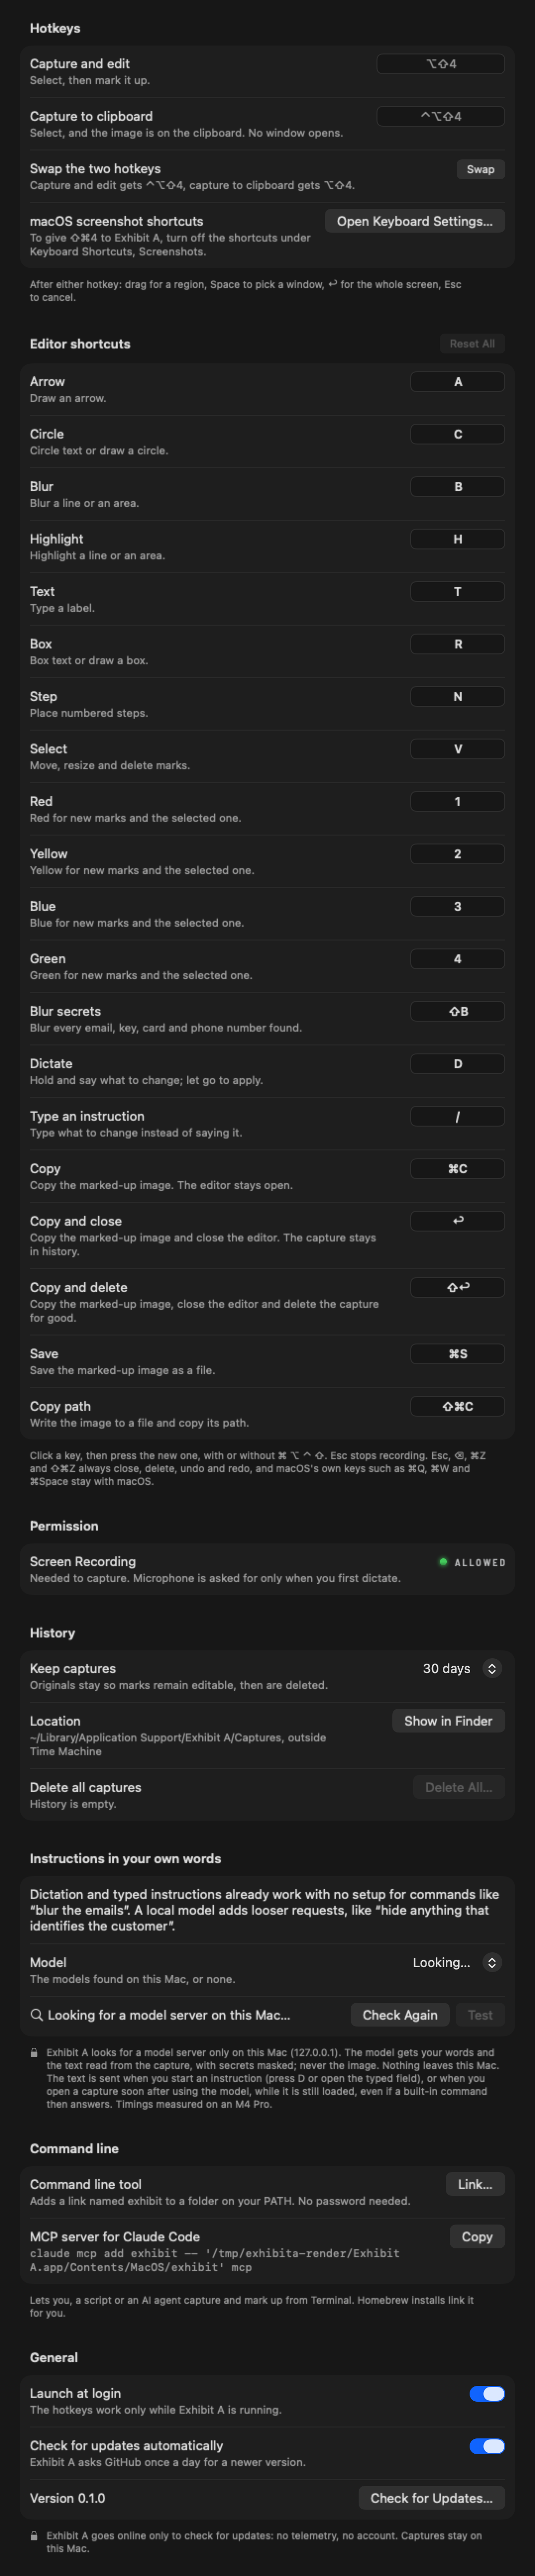 Hotkeys
Capture and edit
⌥⇧4
Select, then mark it up.
Capture to clipboard
⌃⌥⇧4
Select, and the image is on the clipboard. No window opens.
Swap the two hotkeys
Swap
Capture and edit gets ⌃⌥⇧4, capture to clipboard gets ⌥⇧4.
macOS screenshot shortcuts
Open Keyboard Settings...
To give ⇧⌘4 to Exhibit A, turn off the shortcuts under
Keyboard Shortcuts, Screenshots.
After either hotkey: drag for a region, Space to pick a window, ↩ for the whole screen, Esc
to cancel.
Editor shortcuts
Reset All
Arrow
A
Draw an arrow.
Circle
C
Circle text or draw a circle.
Blur
B
Blur a line or an area.
Highlight
H
Highlight a line or an area.
Text
T
Type a label.
Box
R
Box text or draw a box.
Step
N
Place numbered steps.
Select
V
Move, resize and delete marks.
Red
1
Red for new marks and the selected one.
Yellow
2
Yellow for new marks and the selected one.
Blue
3
Blue for new marks and the selected one.
Green
4
Green for new marks and the selected one.
Blur secrets
⇧B
Blur every email, key, card and phone number found.
Dictate
D
Hold and say what to change; let go to apply.
Type an instruction
/
Type what to change instead of saying it.
Copy
⌘C
Copy the marked-up image. The editor stays open.
Copy and close
↩
Copy the marked-up image and close the editor. The capture stays
in history.
Copy and delete
⇧↩
Copy the marked-up image, close the editor and delete the capture
for good.
Save
⌘S
Save the marked-up image as a file.
Copy path
⇧⌘C
Write the image to a file and copy its path.
Click a key, then press the new one, with or without ⌘ ⌥ ⌃ ⇧. Esc stops recording. Esc, ⌫, ⌘Z
and ⇧⌘Z always close, delete, undo and redo, and macOS's own keys such as ⌘Q, ⌘W and
⌘Space stay with macOS.
Permission
Screen Recording
ALLOWED
Needed to capture. Microphone is asked for only when you first dictate.
History
Keep captures
30 days
Originals stay so marks remain editable, then are deleted.
Location
Show in Finder
~/Library/Application Support/Exhibit A/Captures, outside
Time Machine
Delete all captures
Delete All...
History is empty.
Instructions in your own words
Dictation and typed instructions already work with no setup for commands like
“blur the emails”. A local model adds looser requests, like “hide anything that
identifies the customer”.
Model
Looking...
The models found on this Mac, or none.
Looking for a model server on this Mac...
Check Again
Test
Exhibit A looks for a model server only on this Mac (127.0.0.1). The model gets your words and
the text read from the capture, with secrets masked; never the image. Nothing leaves this Mac.
The text is sent when you start an instruction (press D or open the typed field), or when you
open a capture soon after using the model, while it is still loaded, even if a built-in command
then answers. Timings measured on an M4 Pro.
Command line
Command line tool
Link...
Adds a link named exhibit to a folder on your PATH. No password needed.
MCP server for Claude Code
Copy
claude mcp add exhibit -- '/tmp/exhibita-render/Exhibit
A.app/Contents/MacOS/exhibit' mcp
Lets you, a script or an AI agent capture and mark up from Terminal. Homebrew installs link it
for you.
General
Launch at login
The hotkeys work only while Exhibit A is running.
Check for updates automatically
Exhibit A asks GitHub once a day for a newer version.
Version 0.1.0
Check for Updates...
Exhibit A goes online only to check for updates: no telemetry, no account. Captures stay on
this Mac.